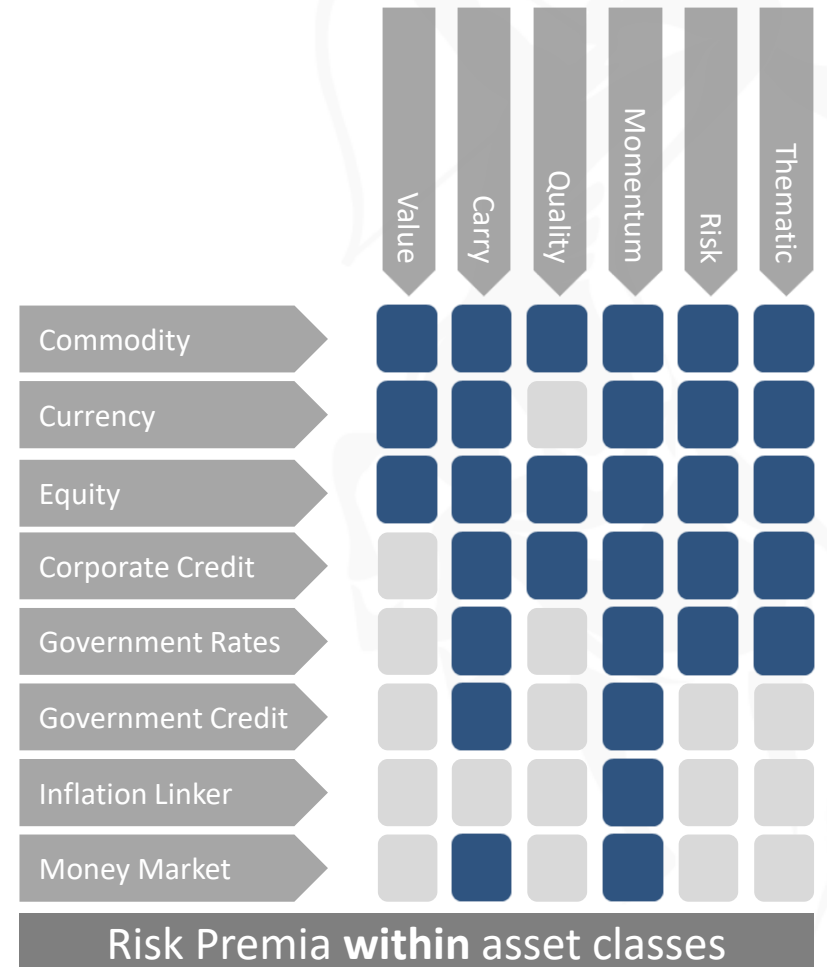 Value
Carry
Quality
Momentum
Risk
Thematic
Commodity
Currency
Equity
Corporate Credit
Government Rates
Government Credit
Inflation Linker
Money Market
Risk Premia within asset classes